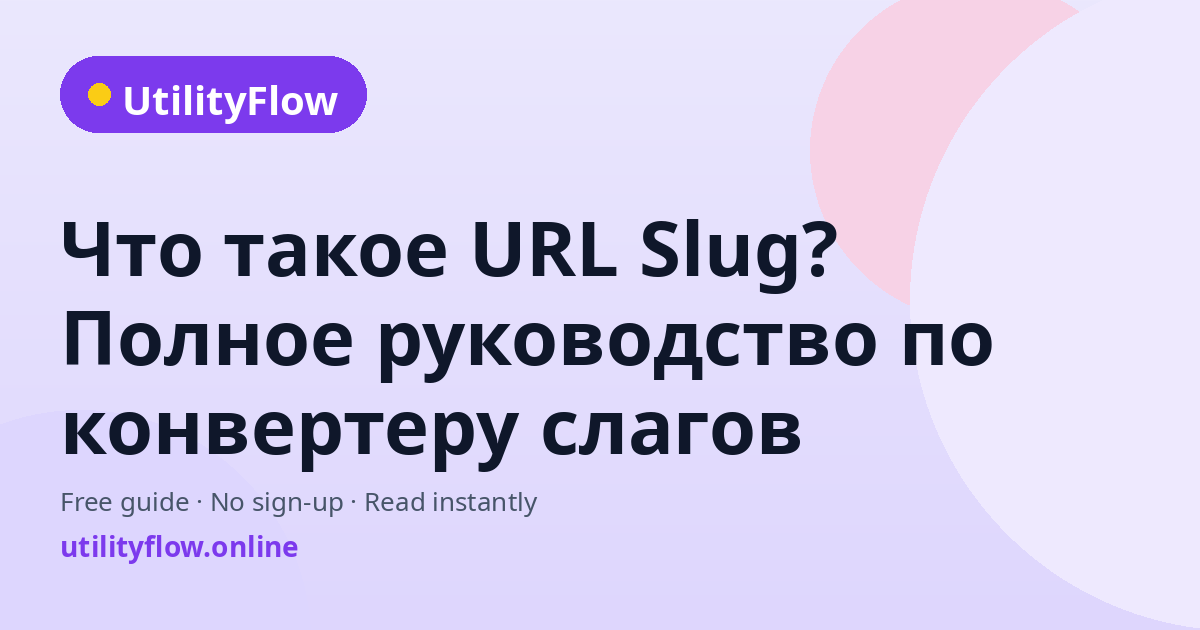 UtilityFlow
Что такое URL Slug?
Полное руководство по
конвертеру слагов
Free guide · No sign-up · Read instantly
utilityflow.online